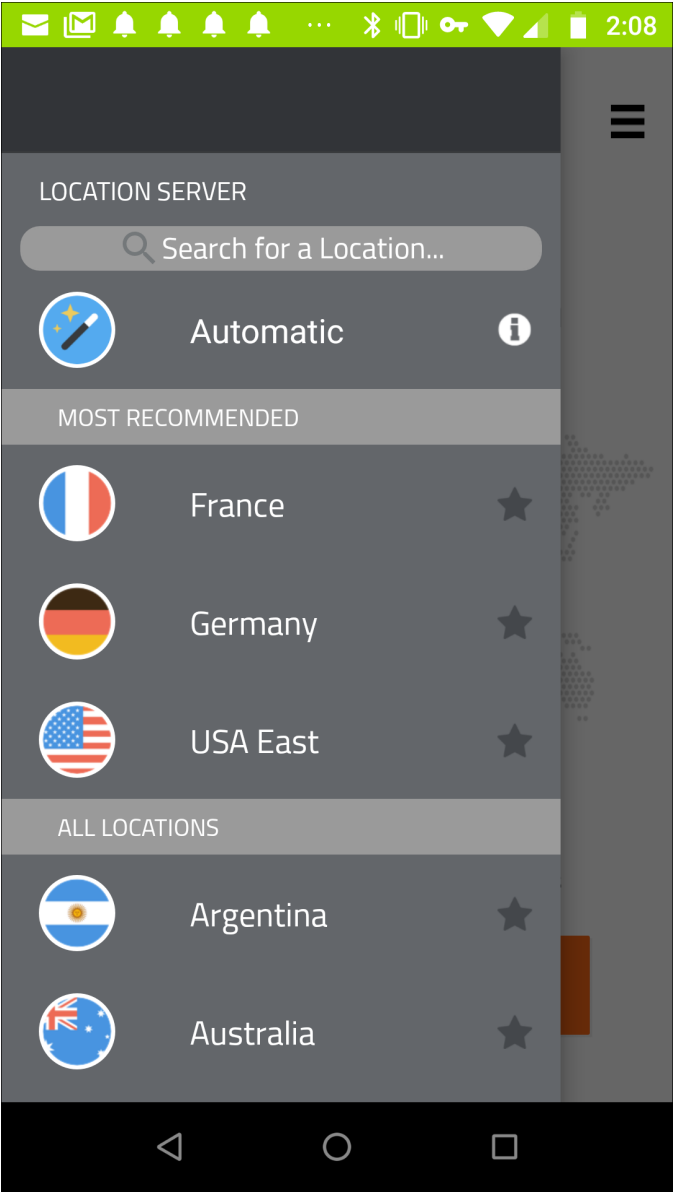 2:08
LOCATION SERVER
Search for a Location...
Automatic
MOST RECOMMENDED
France
Germany
USA East
ALL LOCATIONS
Argentina
Australia